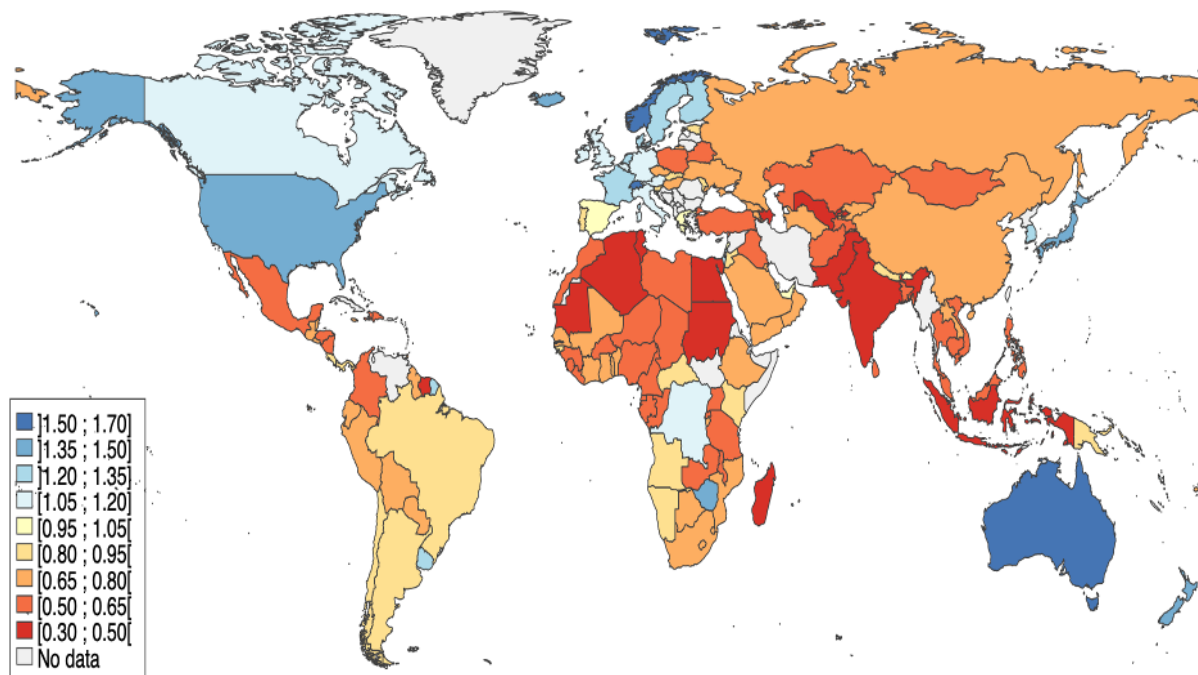 ]1.50 ; 1.70]
]1.35 ; 1.50]
]1.20 ; 1.35]
]1.05 ; 1.20]
[0.95 ; 1.05]
[0.80 ; 0.95[
[0.65 ; 0.80[
[0.50 ; 0.65[
[0.30 ; 0.50[
No data